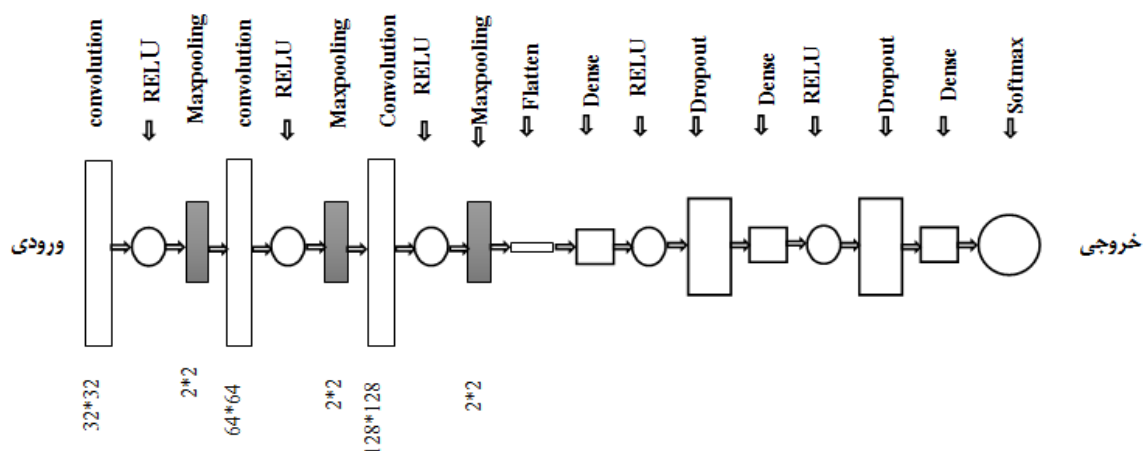 convolution
RELU
Maxpooling
convolution
RELU
Maxpooling
Convolution
RELU
Maxpooling
Flatten
Dense
RELU
Dropout
Dense
RELU
Dropout
Dense
Softmax
ورودی
خروجی
32*32
2*2
64*64
2*2
128*128
2*2